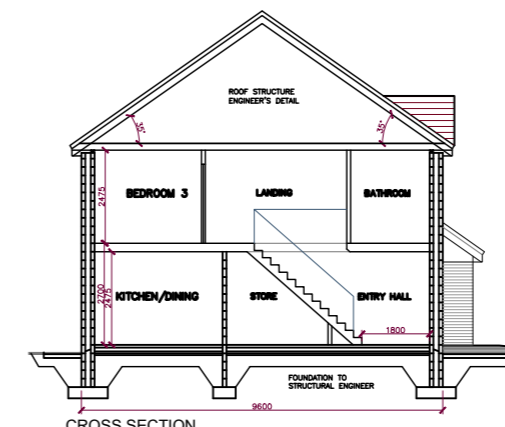 ROOF STRUCTURE
ENGINEER'S DETAIL
35°
35°
BEDROOM 3
LANDING
BATHROOM
2475
KITCHEN/DINING
STORE
ENTRY HALL
2700
2475
1800
FOUNDATION TO
STRUCTURAL ENGINEER
9600
CROSS SECTION